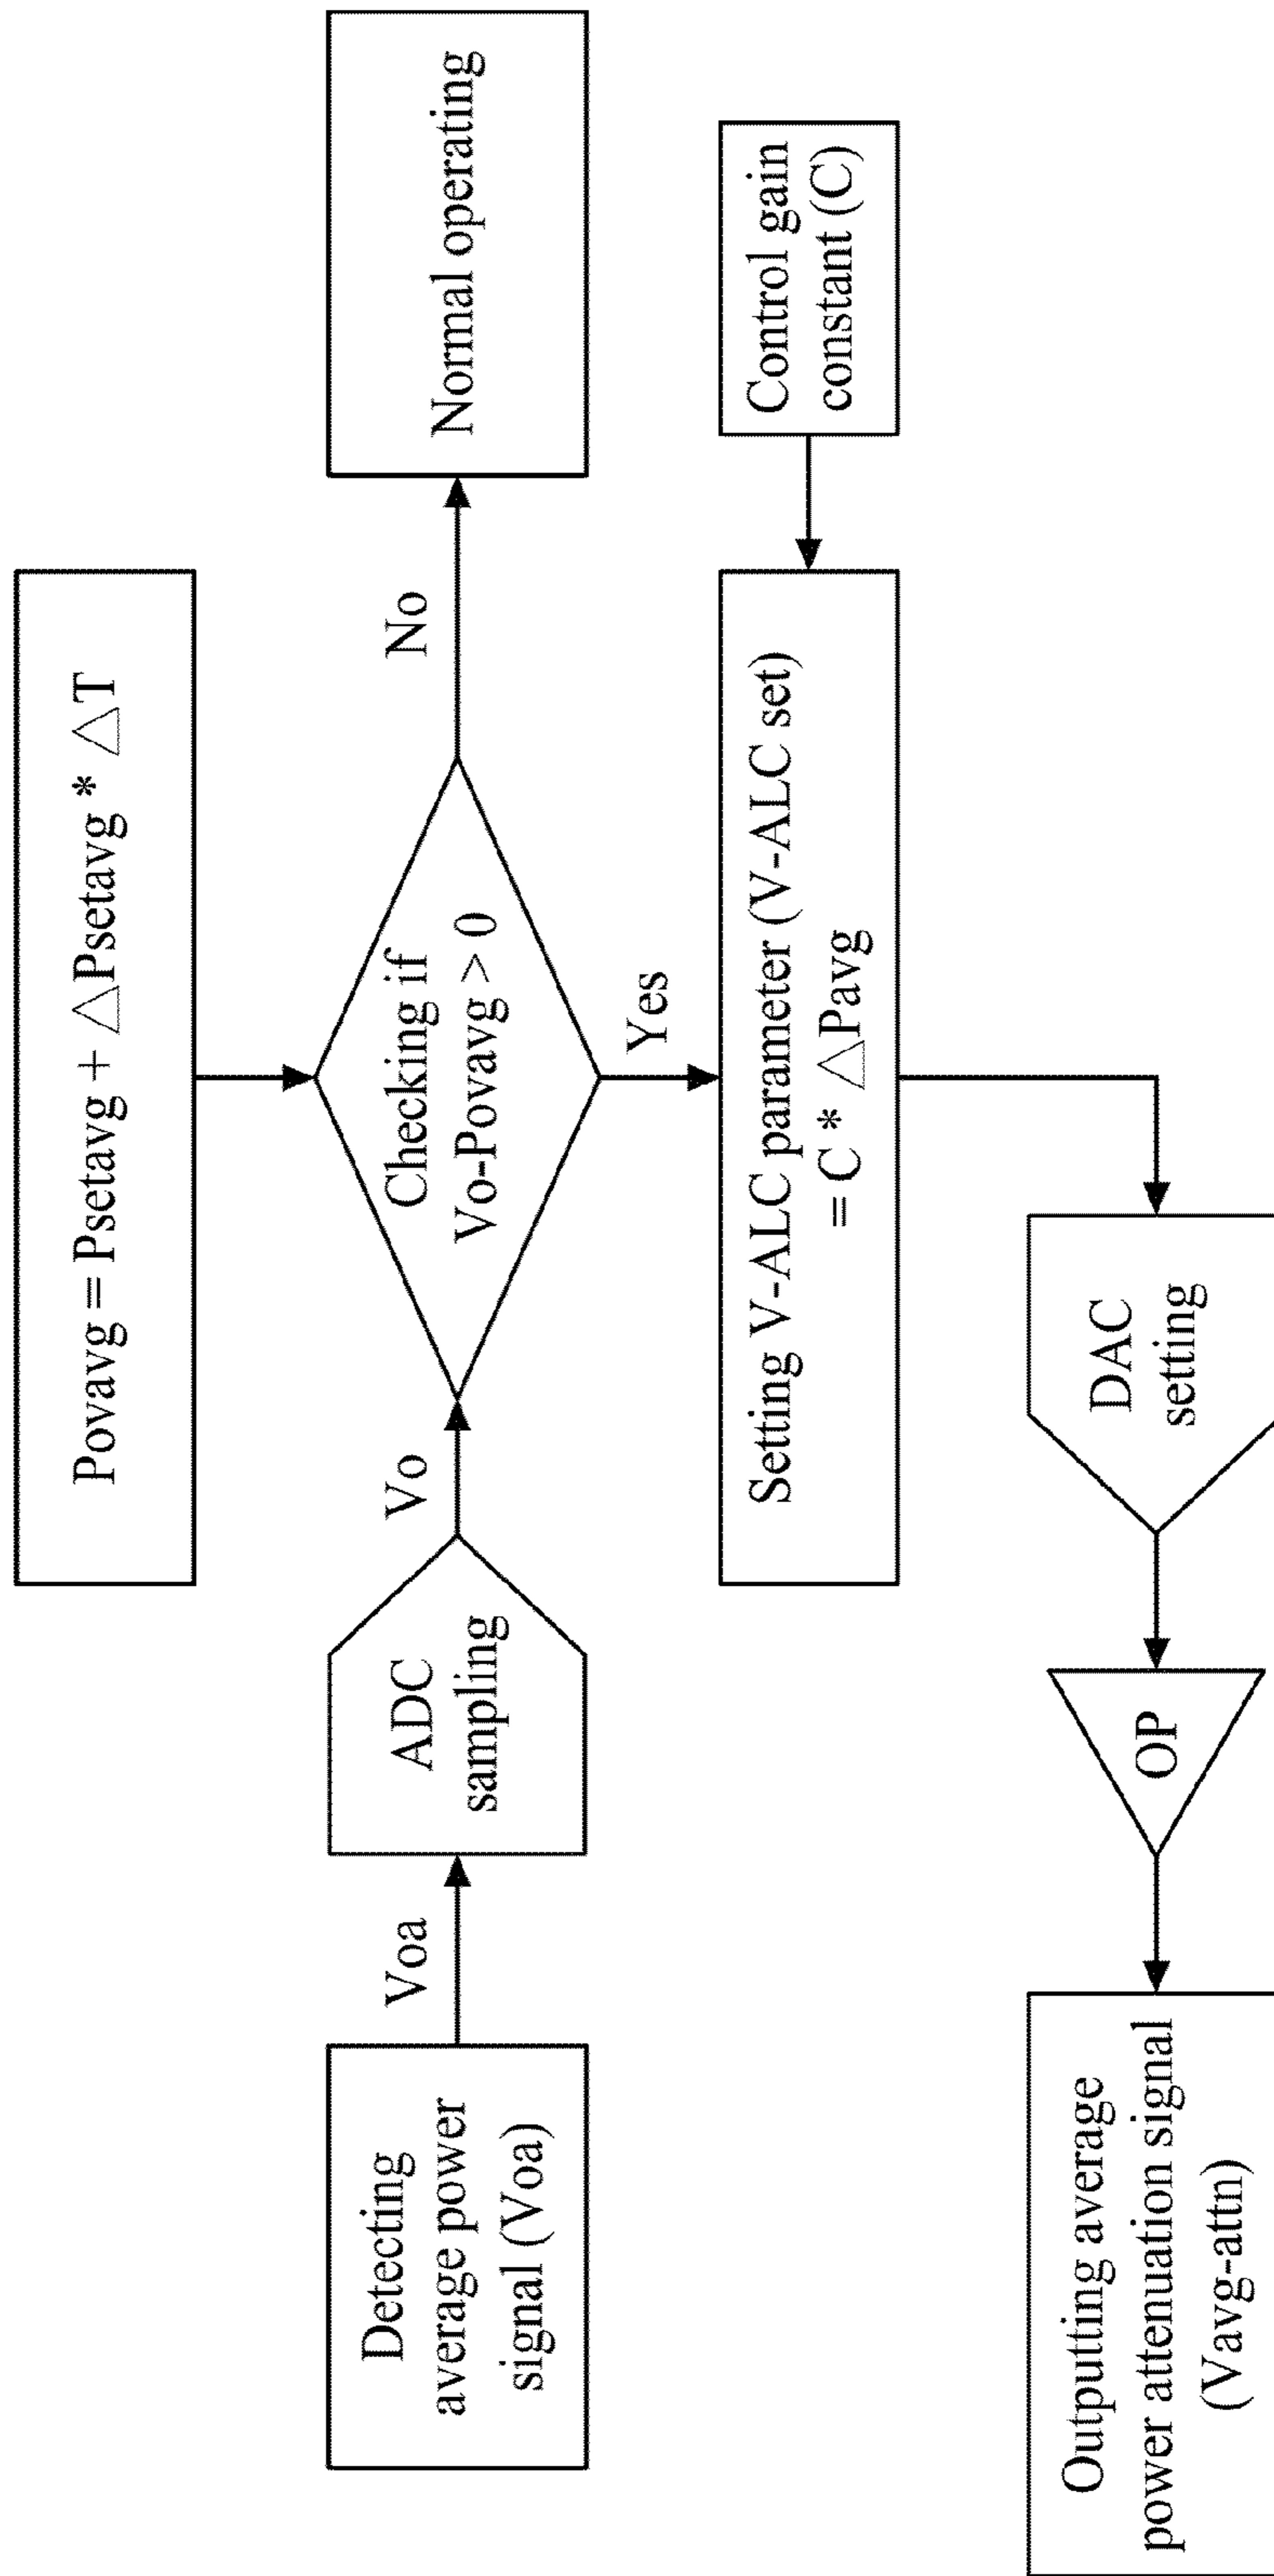 Povavg = Psetavg + △Psetavg * △T
Detecting
average power
signal (Voa)
Voa
ADC
sampling
Vo
Checking if
Vo-Povavg > 0
No
Normal operating
Yes
Setting V-ALC parameter (V-ALC set)
= C * △Pavg
Control gain
constant (C)
DAC
setting
OP
Outputting average
power attenuation signal
(Vavg-attn)